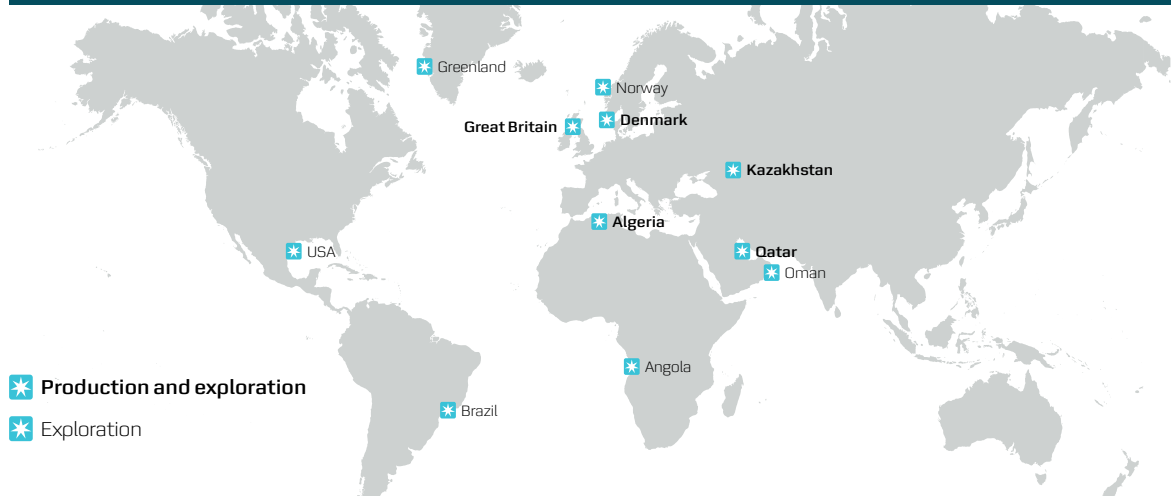 Greenland
Norway
Great Britain
Denmark
Kazakhstan
Algeria
USA
Qatar
Oman
Angola
Production and exploration
Brazil
Exploration